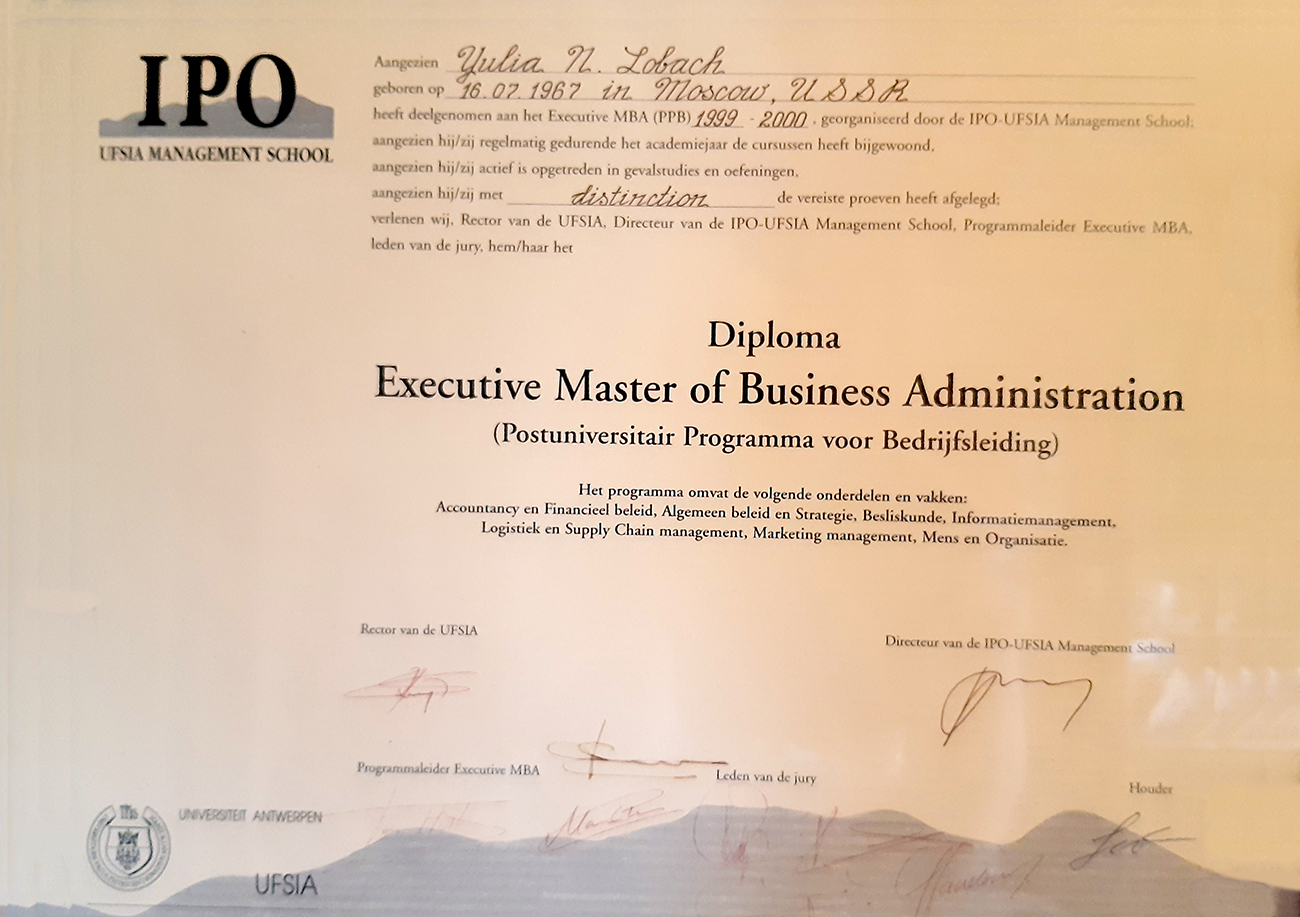 IPO
UFSIA MANAGEMENT SCHOOL
Aangezien Yulia N. Lobach
geboren op 16.07.1967 in Moscow, USSR
heeft deelgenomen aan het Executive MBA (PPB) 1999 - 2000, georganiseerd door de IPO-UFSIA Management School;
aangezien hij/zij regelmatig gedurende het academiejaar de cursussen heeft bijgewoond,
aangezien hij/zij actief is opgetreden in gevalstudies en oefeningen,
aangezien hij/zij met distinction de vereiste proeven heeft afgelegd;
verlenen wij, Rector van de UFSIA, Directeur van de IPO-UFSIA Management School, Programmaleider Executive MBA,
leden van de jury, hem/haar het
Diploma
Executive Master of Business Administration
(Postuniversitair Programma voor Bedrijfsleiding)
Het programma omvat de volgende onderdelen en vakken:
Accountancy en Financieel beleid, Algemeen beleid en Strategie, Besliskunde, Informatiemanagement,
Logistiek en Supply Chain management, Marketing management, Mens en Organisatie.
Rector van de UFSIA
Directeur van de IPO-UFSIA Management School
Programmaleider Executive MBA
Leden van de jury
Houder
UNIVERSITEIT ANTWERPEN
UFSIA